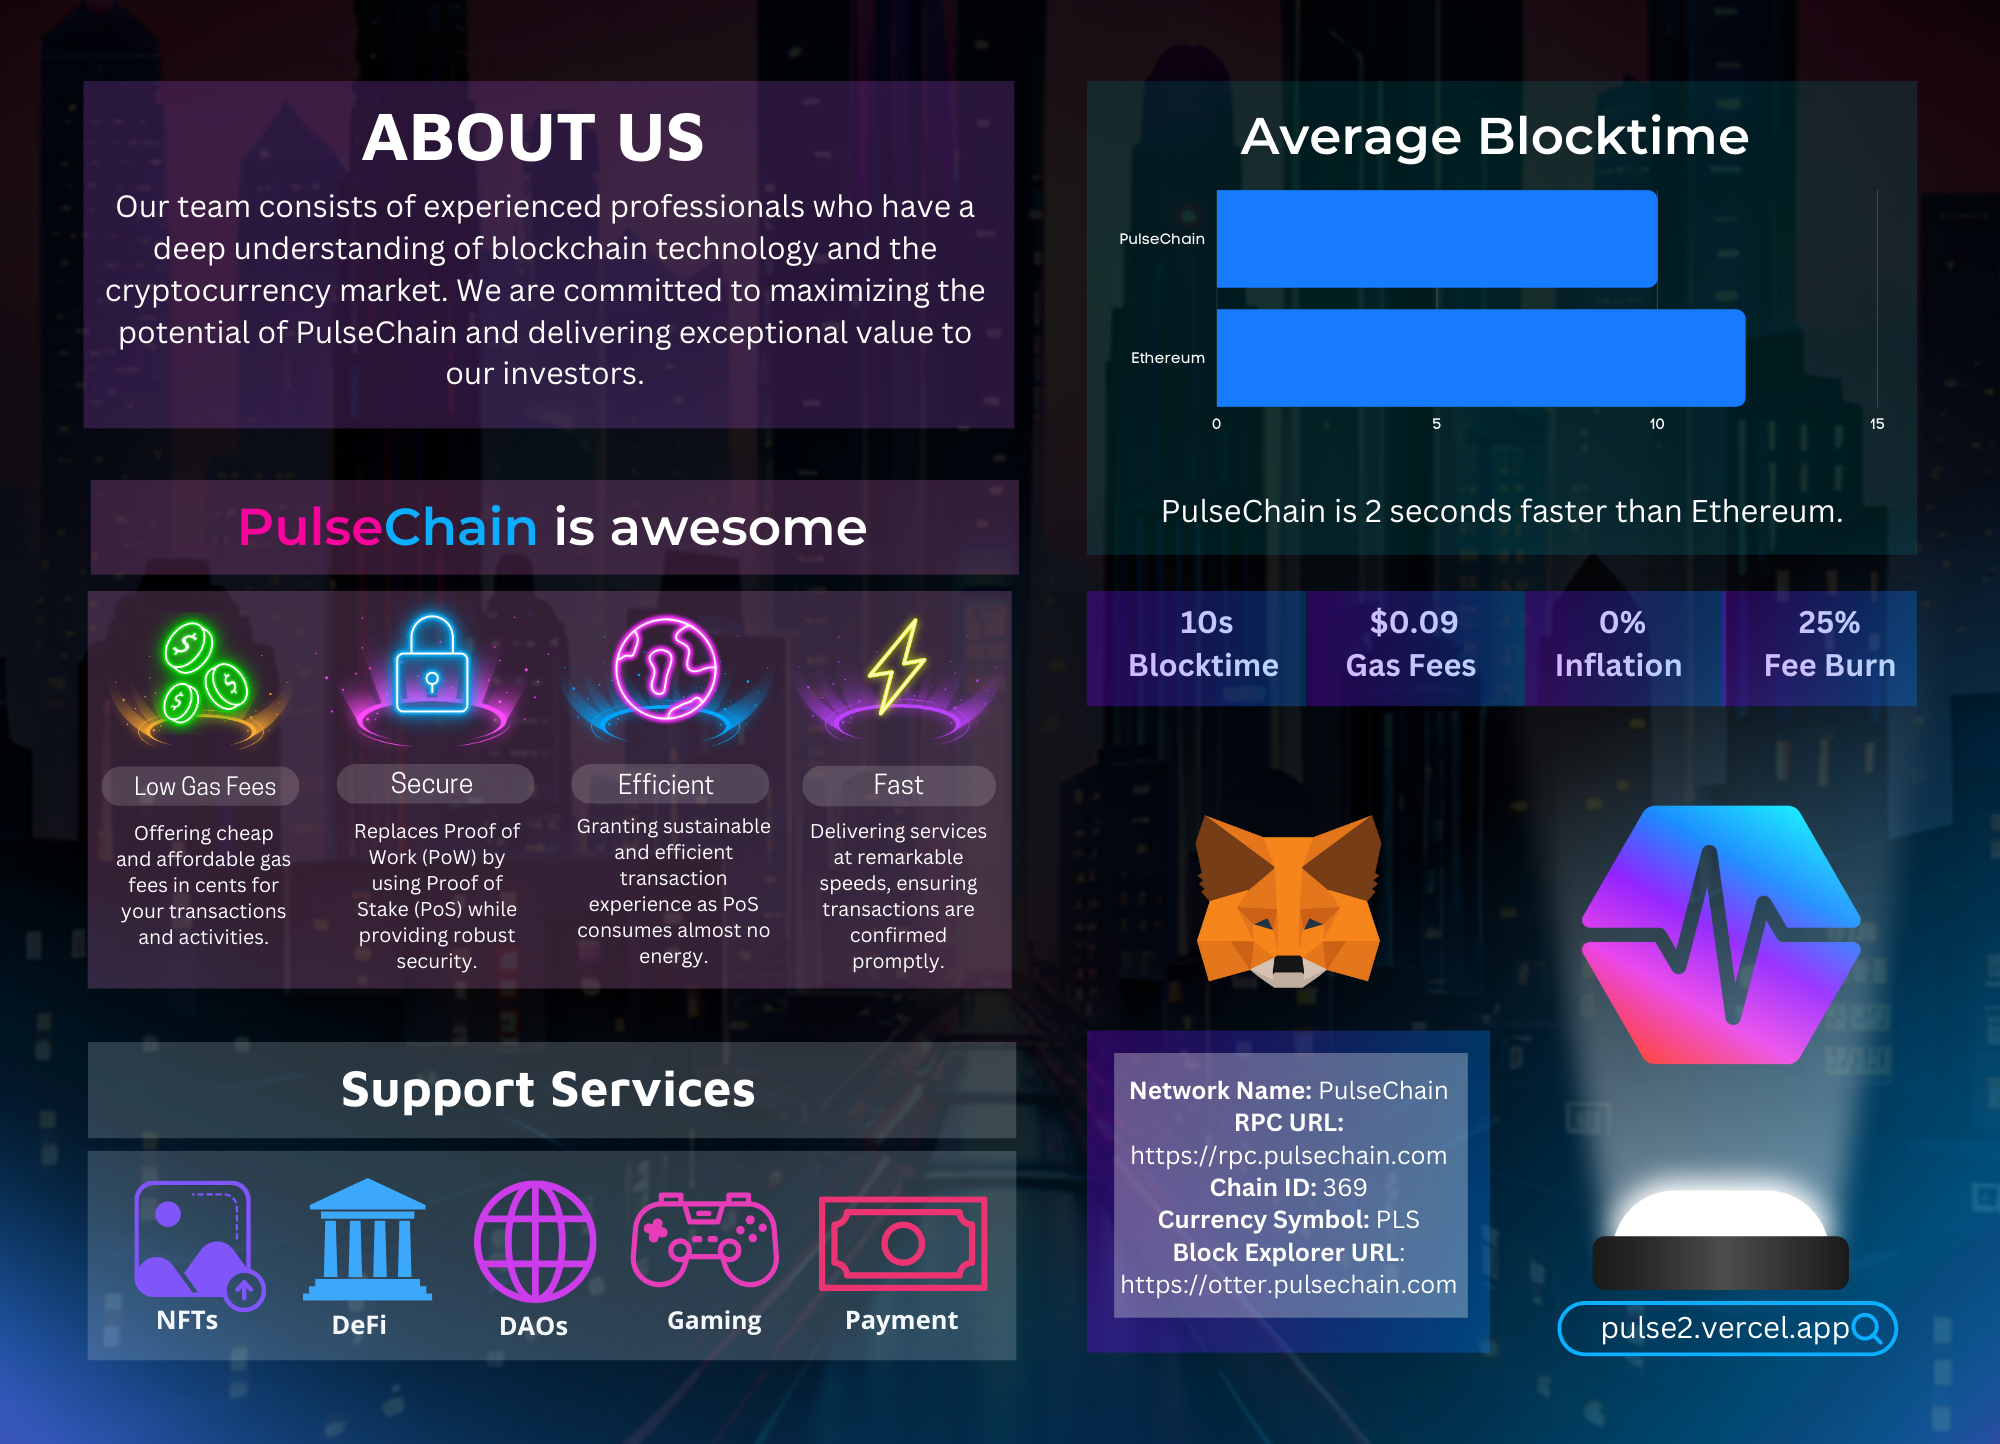 ABOUT US
Our team consists of experienced professionals who have a
deep understanding of blockchain technology and the
cryptocurrency market. We are committed to maximizing the
potential of PulseChain and delivering exceptional value to
our investors.
PulseChain is awesome
Low Gas Fees
Offering cheap
and affordable gas
fees in cents for
your transactions
and activities.
Secure
Replaces Proof of
Work (PoW) by
using Proof of
Stake (PoS) while
providing robust
security.
Efficient
Granting sustainable
and efficient
transaction
experience as PoS
consumes almost no
energy.
Fast
Delivering services
at remarkable
speeds, ensuring
transactions are
confirmed
promptly.
Support Services
NFTs
DeFi
DAOs
Gaming
Payment
Average Blocktime
PulseChain
Ethereum
0 5 10 15
PulseChain is 2 seconds faster than Ethereum.
10s
Blocktime
$0.09
Gas Fees
0%
Inflation
25%
Fee Burn
Network Name: PulseChain
RPC URL:
https://rpc.pulsechain.com
Chain ID: 369
Currency Symbol: PLS
Block Explorer URL:
https://otter.pulsechain.com
pulse2.vercel.app